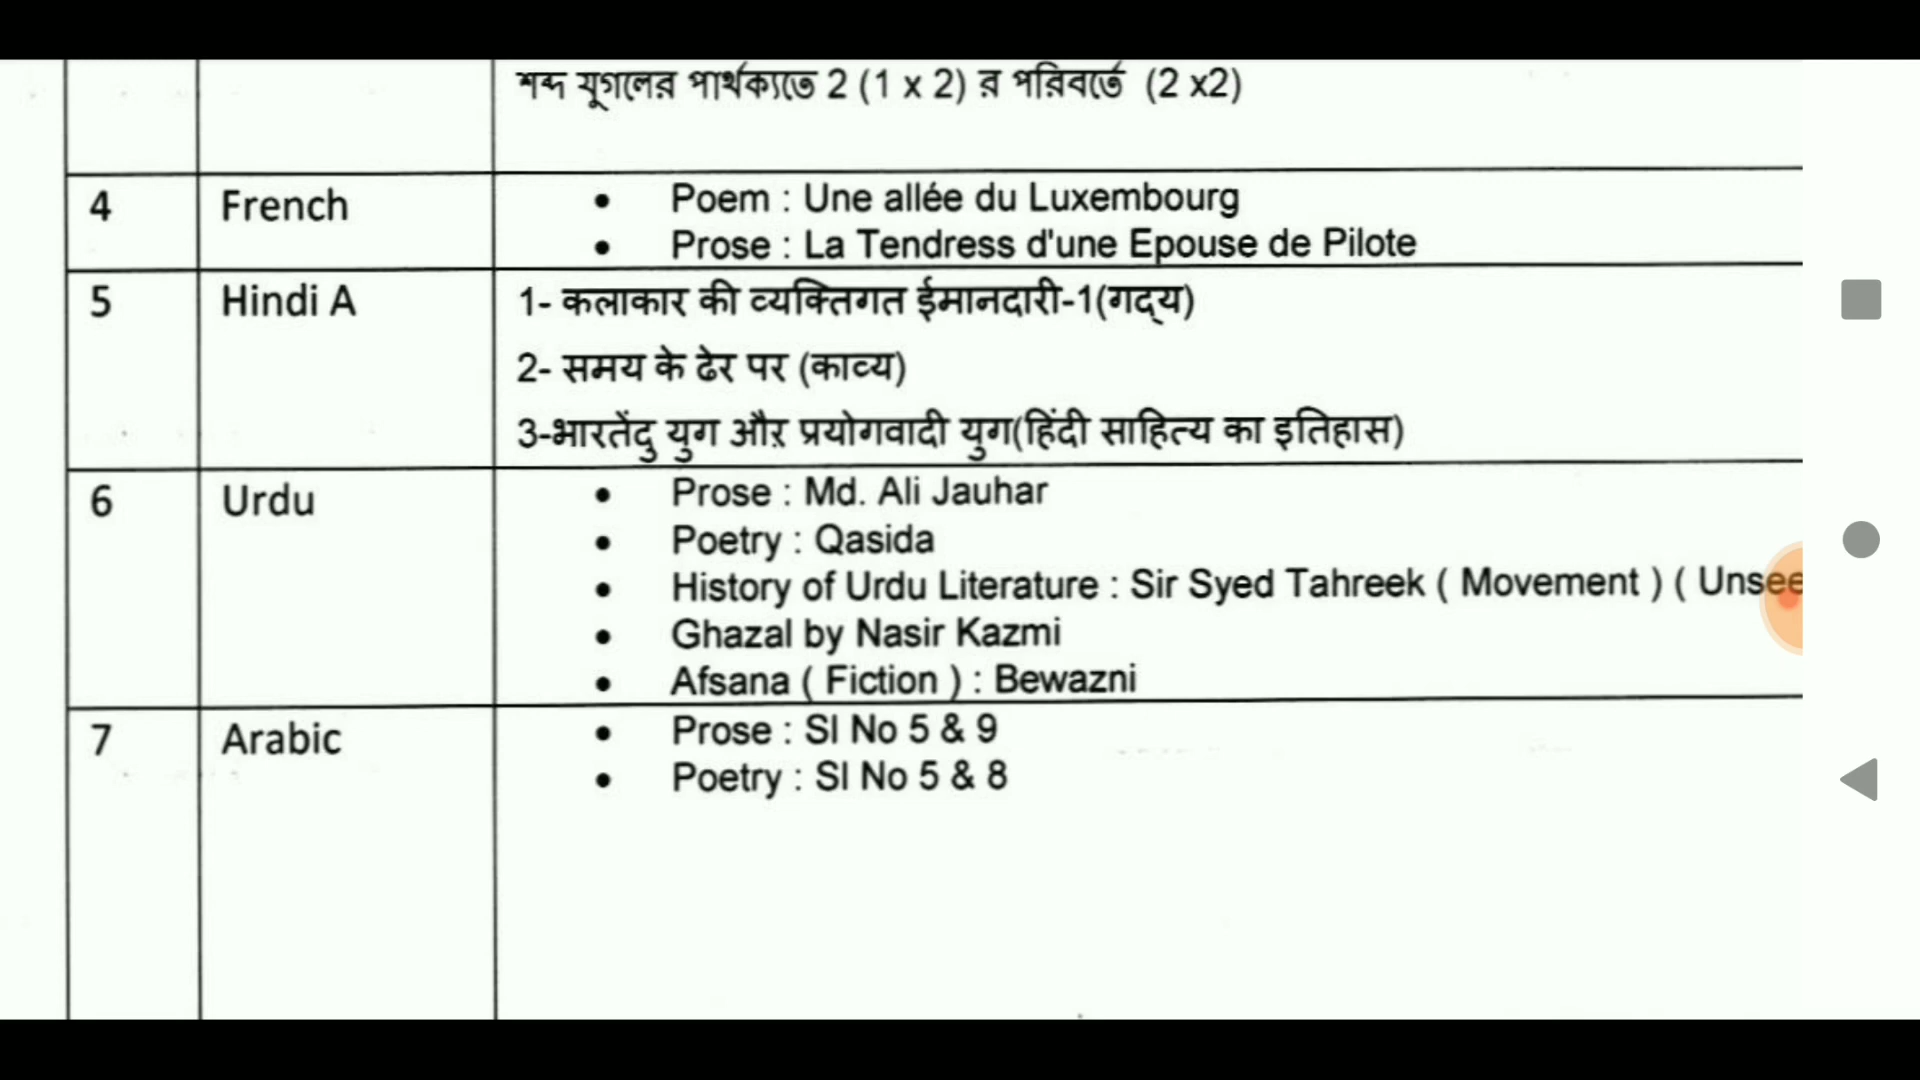 শব্দ যূগলের পার্থক্যতে 2 (1 x 2) র পরিবর্তে (2 x2)
4 French • Poem : Une allée du Luxembourg
• Prose : La Tendress d'une Epouse de Pilote
5 Hindi A 1- कलाकार की व्यक्तिगत ईमानदारी-1(गद्य)
2- समय के ढेर पर (काव्य)
3-भारतेंदु युग औऱ प्रयोगवादी युग(हिंदी साहित्य का इतिहास)
6 Urdu • Prose : Md. Ali Jauhar
• Poetry : Qasida
• History of Urdu Literature : Sir Syed Tahreek ( Movement ) (
• Ghazal by Nasir Kazmi
• Afsana ( Fiction ) : Bewazni
7 Arabic • Prose : Sl No 5 & 9
• Poetry : Sl No 5 & 8